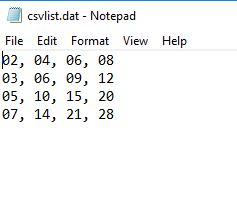 csvlist.dat - Notepad
File Edit Format View Help
02, 04, 06, 08
03, 06, 09, 12
05, 10, 15, 20
07, 14, 21, 28